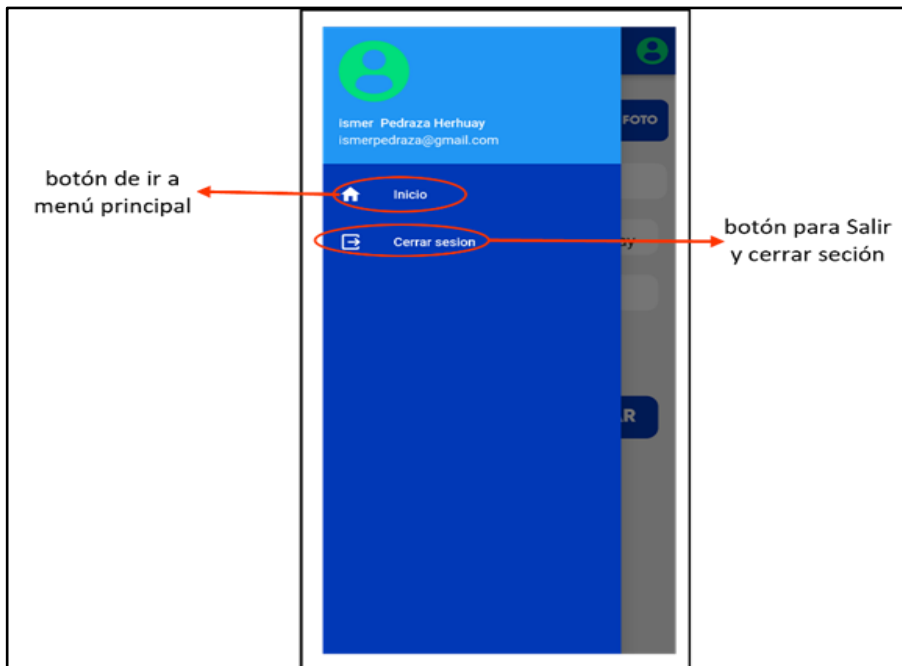 ismer Pedraza Herhuay
ismerpedraza@gmail.com
FOTO
botón de ir a
menú principal
Inicio
Cerrar sesion
botón para Salir
y cerrar seción